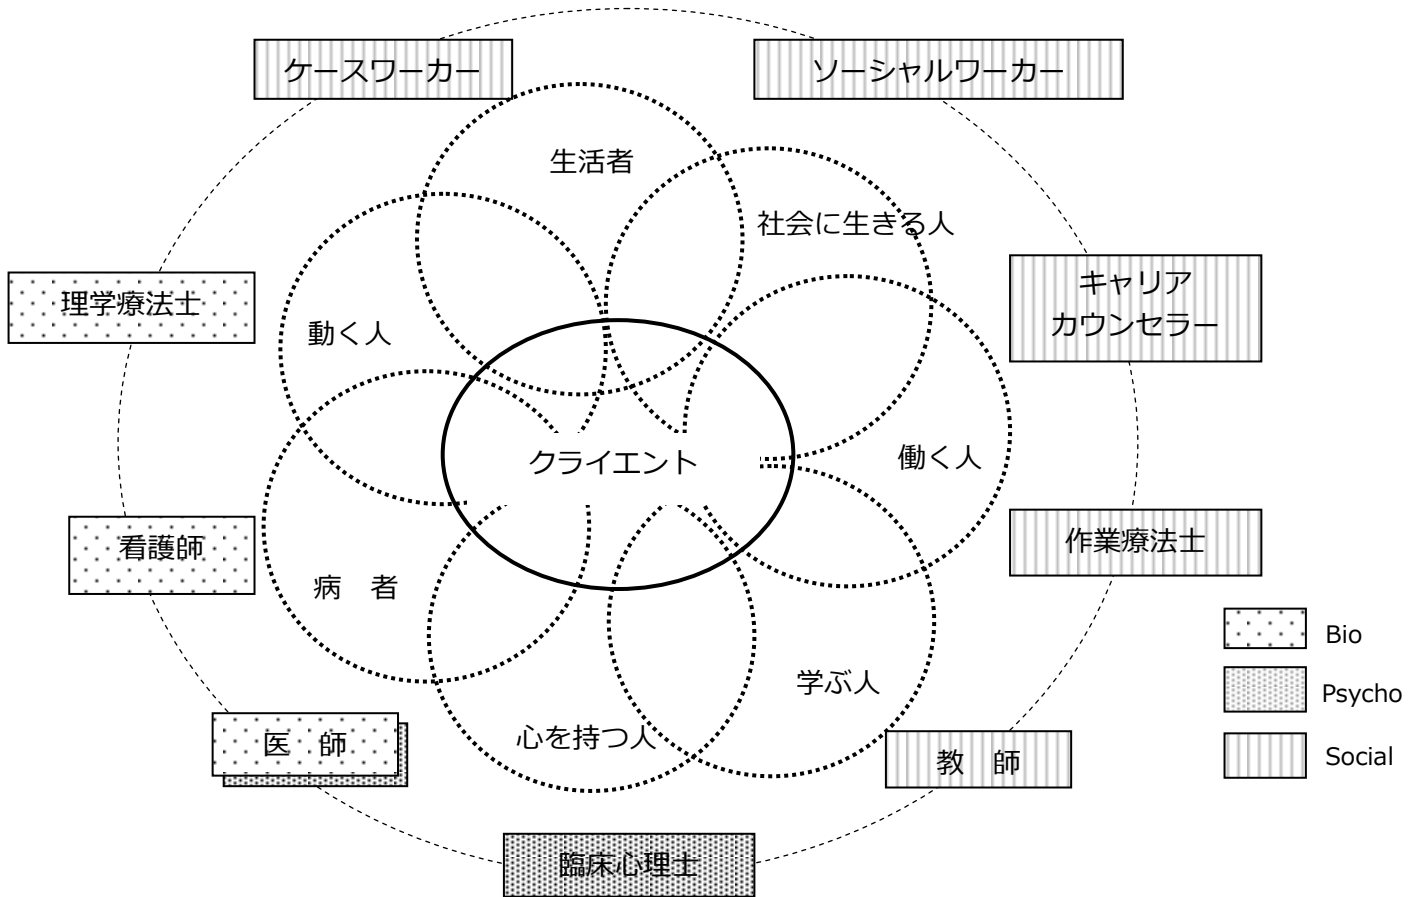 ケースワーカー
ソーシャルワーカー
生活者
社会に生きる人
理学療法士
動く人
キャリア
カウンセラー
クライエント
働く人
看護師
病　者
作業療法士
Bio
学ぶ人
Psycho
医　師
心を持つ人
教　師
Social
臨床心理士